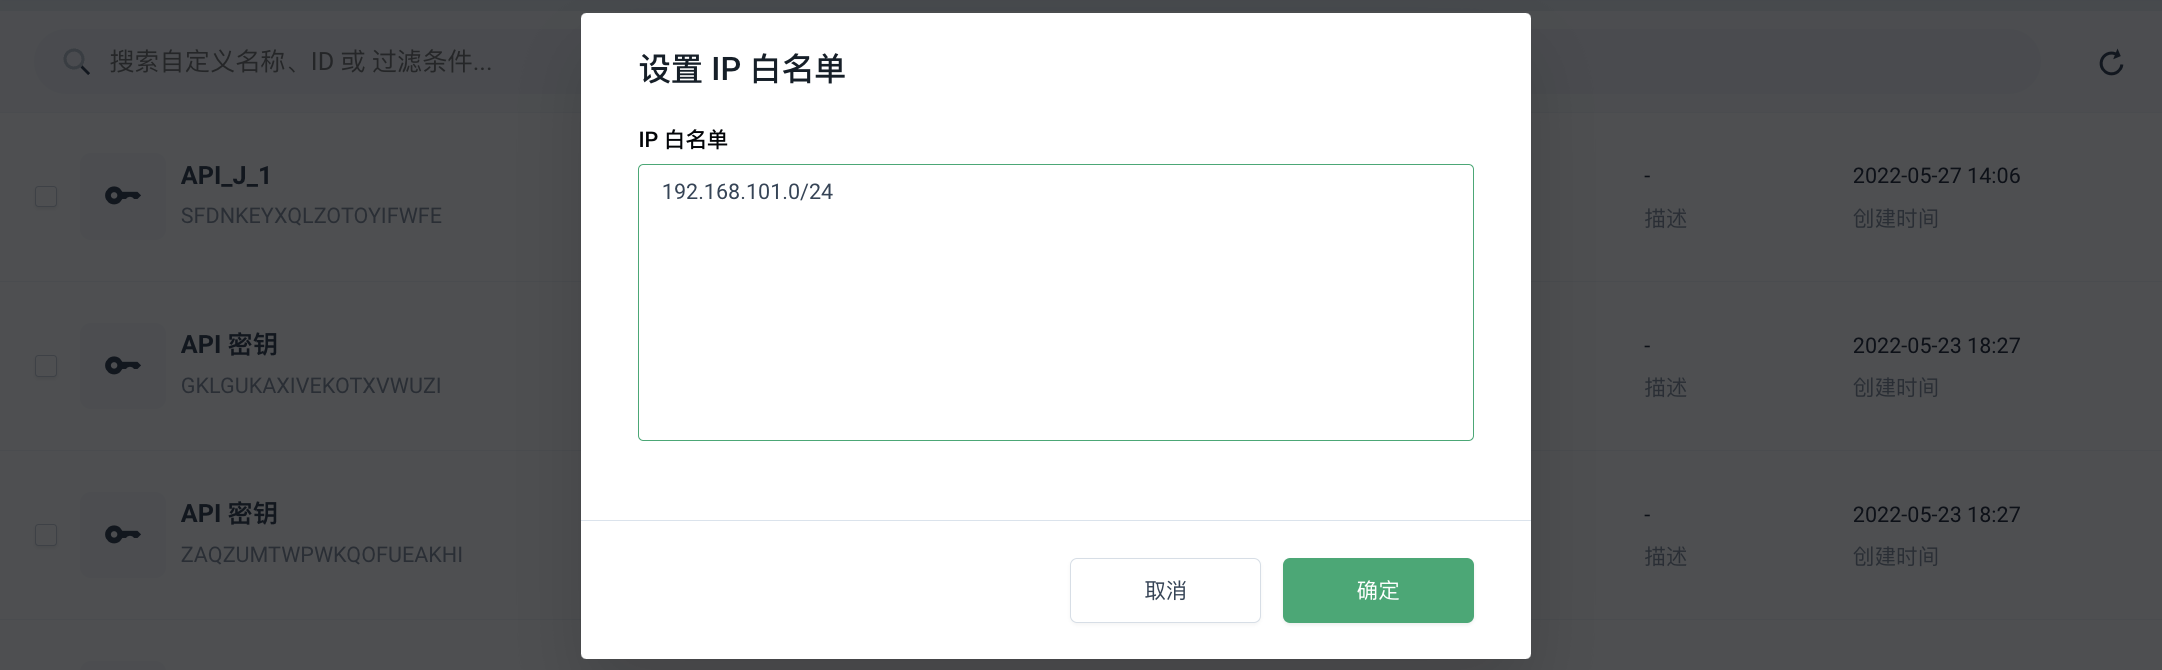 搜索自定义名称、ID 或 过滤条件...
设置 IP 白名单
IP 白名单
192.168.101.0/24
取消
确定
API_J_1
SFDNKEYXQLZOTOYIFWFE
-
描述
2022-05-27 14:06
创建时间
API 密钥
GKLGUKAXIVEKOTXVWUZI
-
描述
2022-05-23 18:27
创建时间
API 密钥
ZAQZUMTWPWKQOFUEAKHI
-
描述
2022-05-23 18:27
创建时间